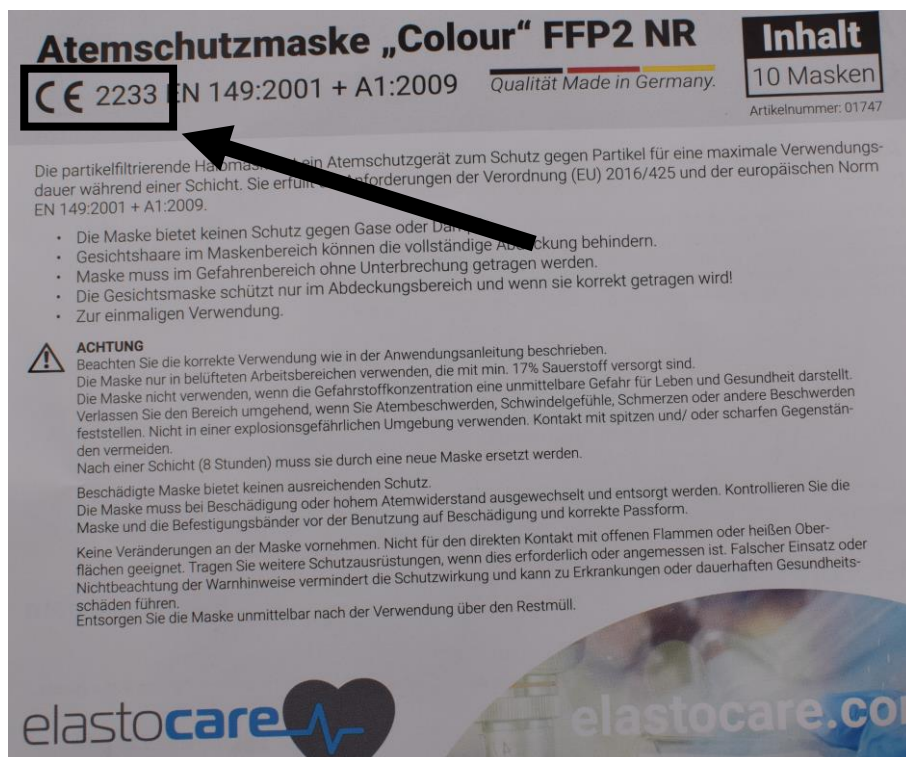 Atemschutzmaske „Colour" FFP2 NR
CE 2233 EN 149:2001 + A1:2009
Qualität Made in Germany.
Inhalt
10 Masken
Artikelnummer: 01747
Die partikelfiltrierende ein Atemschutzgerät zum Schutz gegen Partikel für eine maximale Verwendungs-
dauer während einer Schicht. Sie erfüllt Anforderungen der Verordnung (EU) 2016/425 und der europäischen Norm
EN 149:2001 + A1:2009.
• Die Maske bietet keinen Schutz gegen Gase oder
• Gesichtshaare im Maskenbereich können die vollständige behindern.
• Maske muss im Gefahrenbereich ohne Unterbrechung getragen werden.
• Die Gesichtsmaske schützt nur im Abdeckungsbereich und wenn sie korrekt getragen wird!
• Zur einmaligen Verwendung.
ACHTUNG
Beachten Sie die korrekte Verwendung wie in der Anwendungsanleitung beschrieben.
Die Maske nur in belüfteten Arbeitsbereichen verwenden, die mit min. 17% Sauerstoff versorgt sind.
Die Maske nicht verwenden, wenn die Gefahrstoffkonzentration eine unmittelbare Gefahr für Leben und Gesundheit darstellt.
Verlassen Sie den Bereich umgehend, wenn Sie Atembeschwerden, Schwindelgefühle, Schmerzen oder andere Beschwerden
feststellen. Nicht in einer explosionsgefährlichen Umgebung verwenden. Kontakt mit spitzen und/ oder scharfen Gegenstän-
den vermeiden.
Nach einer Schicht (8 Stunden) muss sie durch eine neue Maske ersetzt werden.
Beschädigte Maske bietet keinen ausreichenden Schutz.
Die Maske muss bei Beschädigung oder hohem Atemwiderstand ausgewechselt und entsorgt werden. Kontrollieren Sie die
Maske und die Befestigungsbänder vor der Benutzung auf Beschädigung und korrekte Passform.
Keine Veränderungen an der Maske vornehmen. Nicht für den direkten Kontakt mit offenen Flammen oder heißen Ober-
flächen geeignet. Tragen Sie weitere Schutzausrüstungen, wenn dies erforderlich oder angemessen ist. Falscher Einsatz oder
Nichtbeachtung der Warnhinweise vermindert die Schutzwirkung und kann zu Erkrankungen oder dauerhaften Gesundheits-
schäden führen.
Entsorgen Sie die Maske unmittelbar nach der Verwendung über den Restmüll.
elastocare
elastocare.co